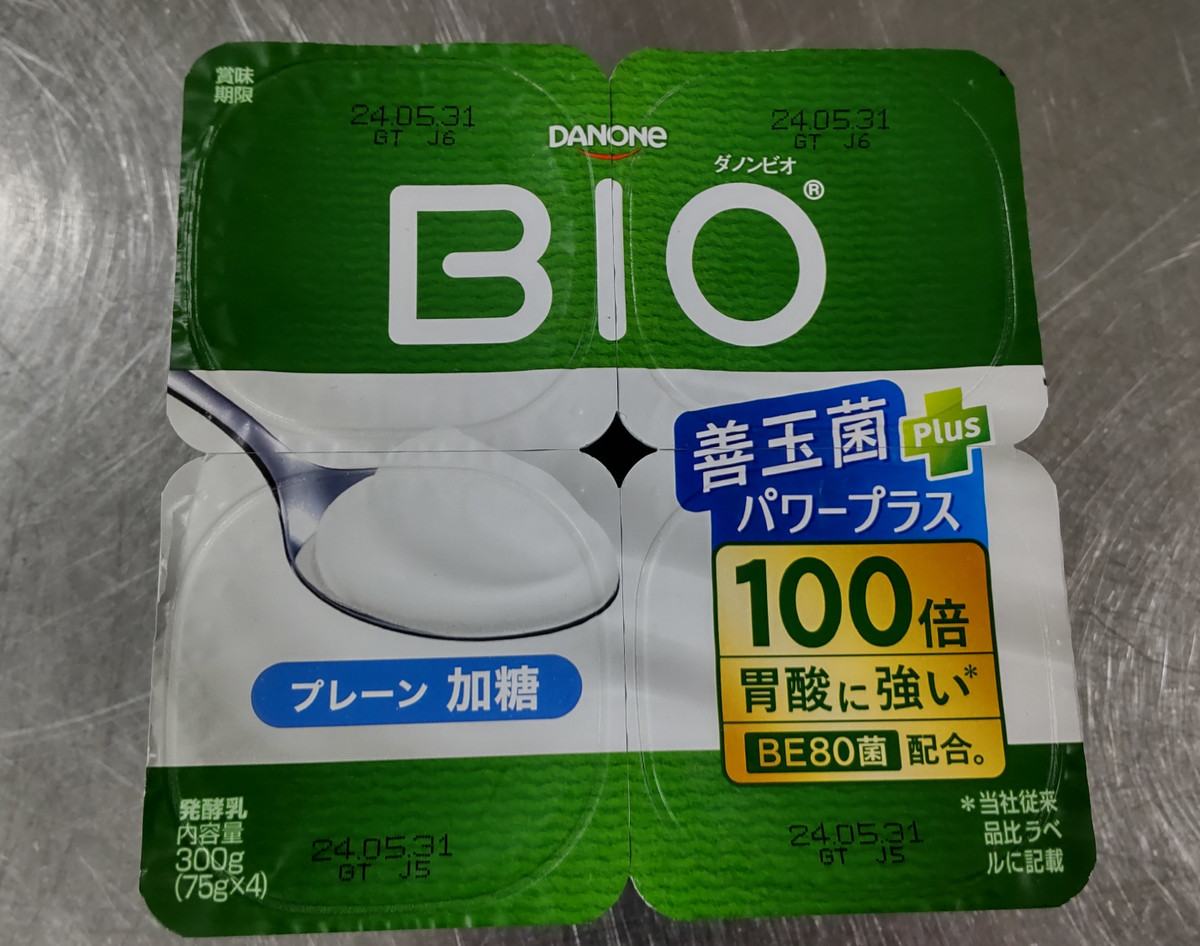 賞味
期限
24.05.31
GT J6
24.05.31
GT J6
DANONE
ダノンビオ
BIO®
善玉菌
Plus
パワープラス
100倍
胃酸に強い*
BE80菌 配合。
プレーン 加糖
発酵乳
内容量
300g
(75g×4)
24.05.31
GT J5
24.05.31
GT J5
*当社従来
品比ラベ
ルに記載